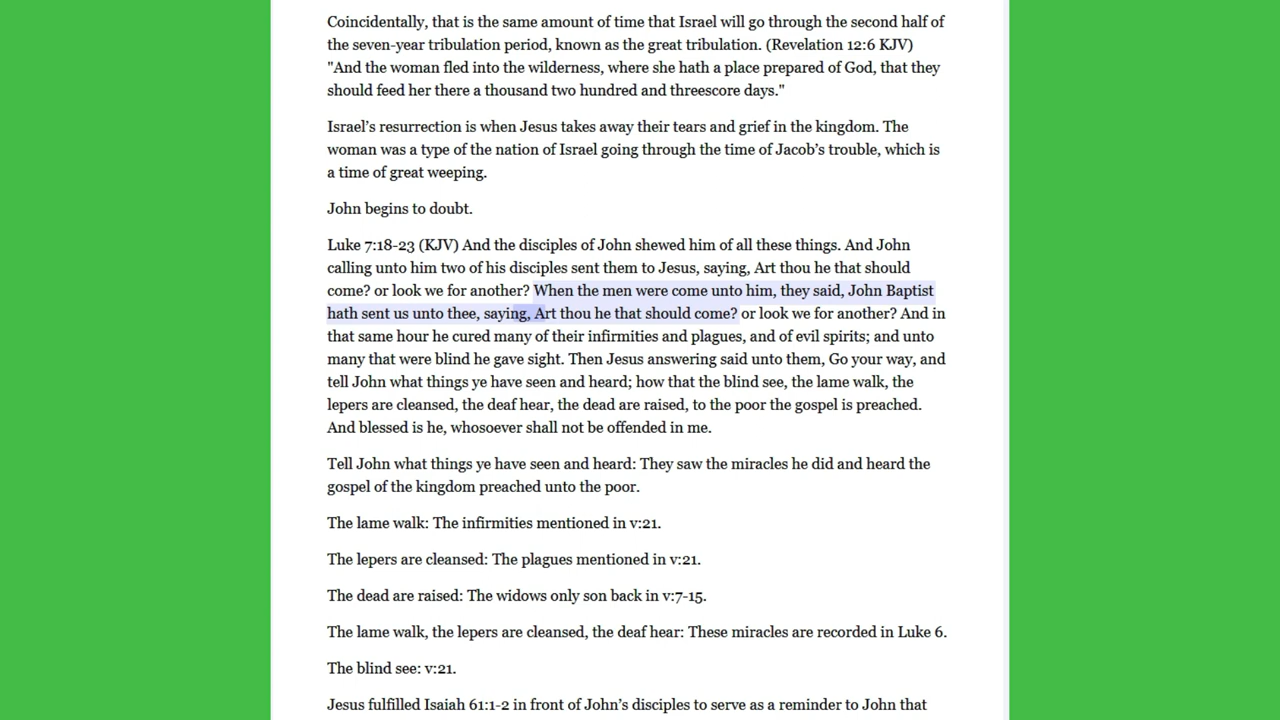 Coincidentally, that is the same amount of time that Israel will go through the second half of
the seven-year tribulation period, known as the great tribulation. (Revelation 12:6 KJV)
"And the woman fled into the wilderness, where she hath a place prepared of God, that they
should feed her there a thousand two hundred and threescore days."
Israel’s resurrection is when Jesus takes away their tears and grief in the kingdom. The
woman was a type of the nation of Israel going through the time of Jacob’s trouble, which is
a time of great weeping.
John begins to doubt.
Luke 7:18-23 (KJV) And the disciples of John shewed him of all these things. And John
calling unto him two of his disciples sent them to Jesus, saying, Art thou he that should
come? or look we for another? When the men were come unto him, they said, John Baptist
hath sent us unto thee, saying, Art thou he that should come? or look we for another? And in
that same hour he cured many of their infirmities and plagues, and of evil spirits; and unto
many that were blind he gave sight. Then Jesus answering said unto them, Go your way, and
tell John what things ye have seen and heard; how that the blind see, the lame walk, the
lepers are cleansed, the deaf hear, the dead are raised, to the poor the gospel is preached.
And blessed is he, whosoever shall not be offended in me.
Tell John what things ye have seen and heard: They saw the miracles he did and heard the
gospel of the kingdom preached unto the poor.
The lame walk: The infirmities mentioned in v:21.
The lepers are cleansed: The plagues mentioned in v:21.
The dead are raised: The widows only son back in v:7-15.
The lame walk, the lepers are cleansed, the deaf hear: These miracles are recorded in Luke 6.
The blind see: v:21.
Jesus fulfilled Isaiah 61:1-2 in front of John’s disciples to serve as a reminder to John that